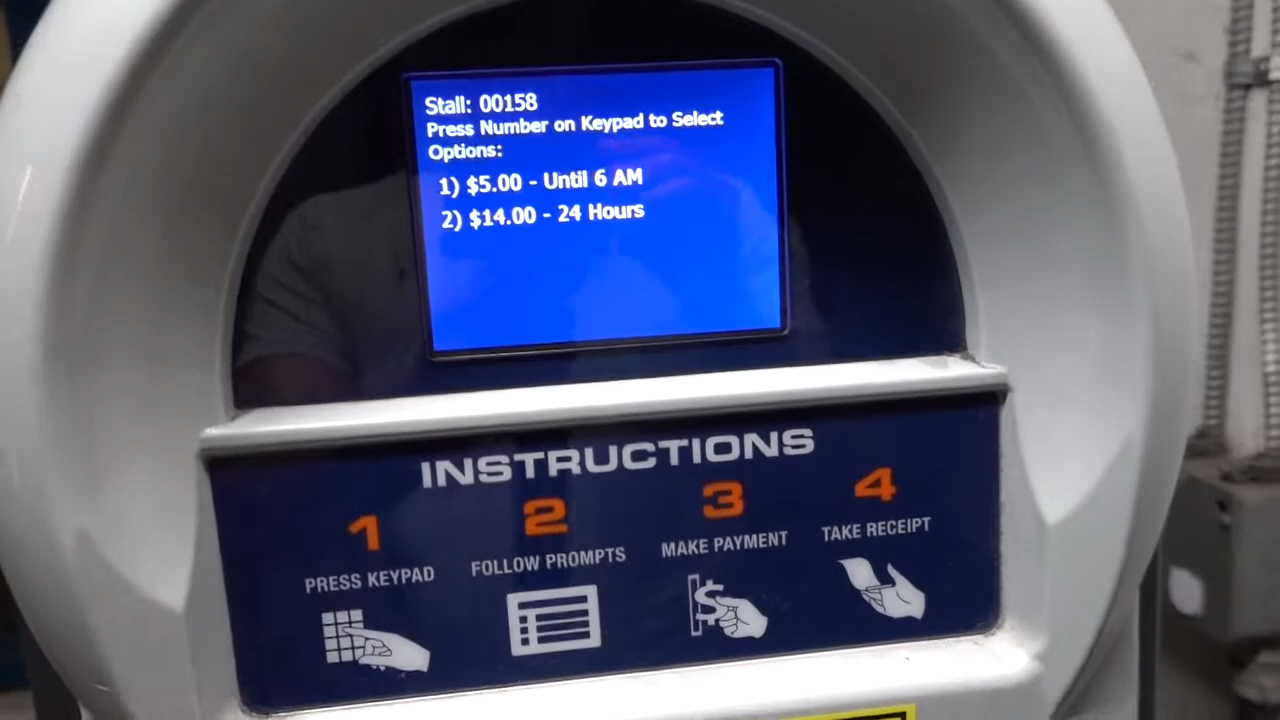 Stall: 00158
Press Number on Keypad to Select
Options:
1) $5.00 - Until 6 AM
2) $14.00 - 24 Hours
INSTRUCTIONS
1 2 3 4
PRESS KEYPAD FOLLOW PROMPTS MAKE PAYMENT TAKE RECEIPT
$